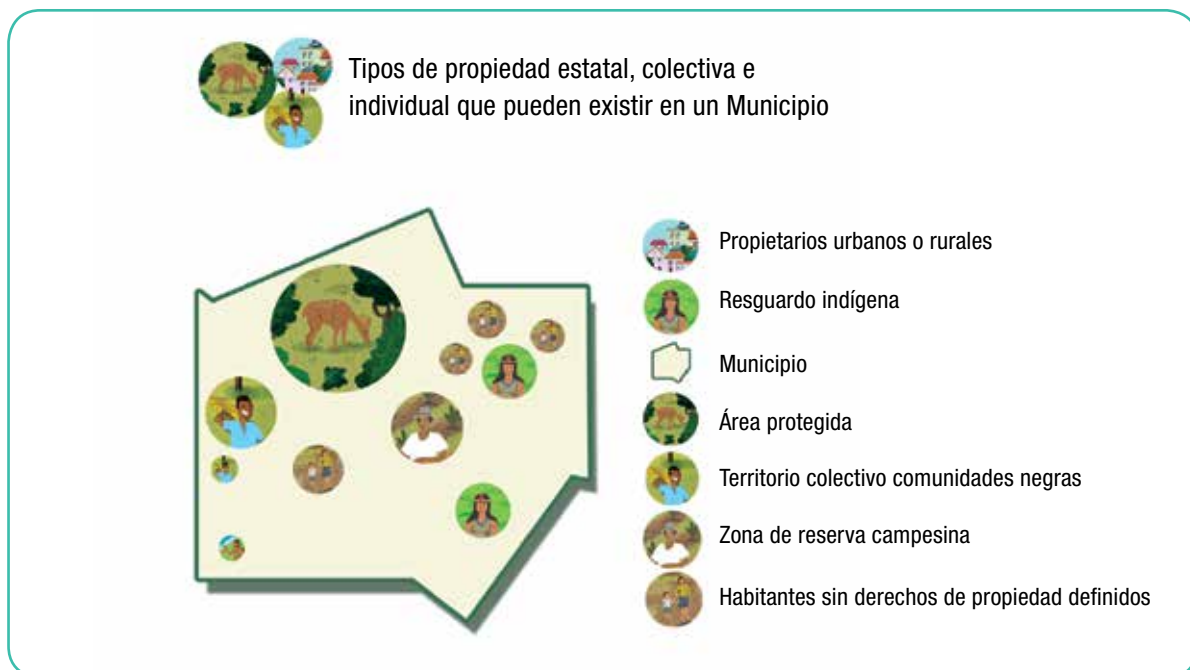 Tipos de propiedad estatal, colectiva e
individual que pueden existir en un Municipio
Propietarios urbanos o rurales
Resguardo indígena
Municipio
Área protegida
Territorio colectivo comunidades negras
Zona de reserva campesina
Habitantes sin derechos de propiedad definidos